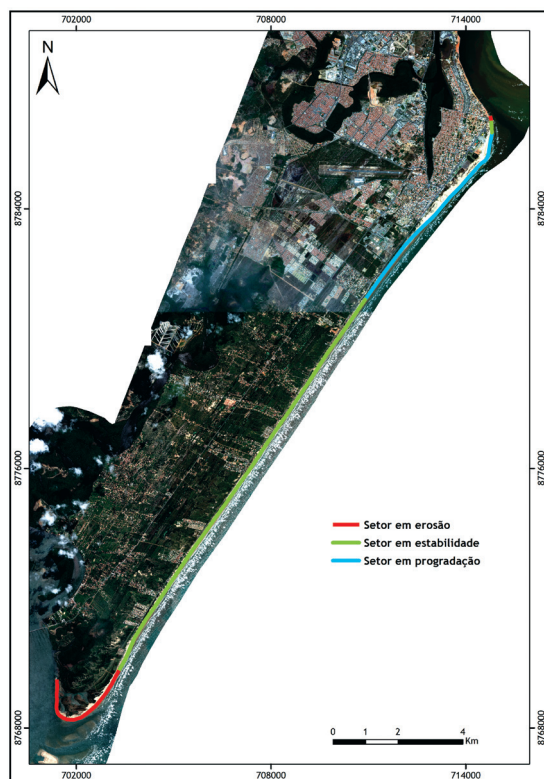 702000 708000 714000
N
8784000 8784000
8776000 8776000
Setor em erosão
Setor em estabilidade
Setor em progradação
0 1 2 4
Km
8768000 8768000
702000 708000 714000